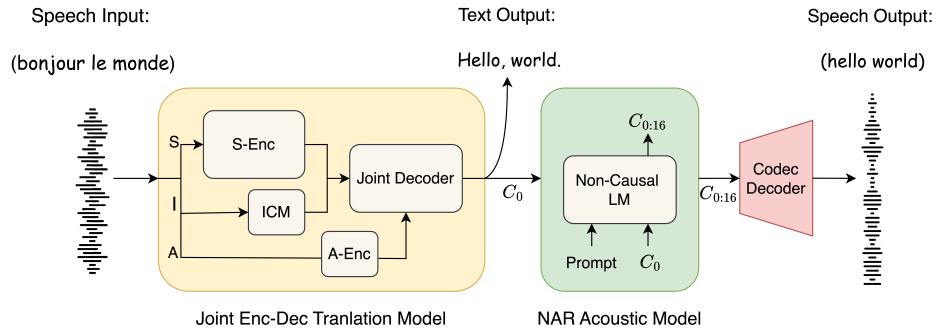 Speech Input:
(bonjour le monde)
Text Output:
Hello, world.
Speech Output:
(hello world)
S
S-Enc
I
ICM
A
A-Enc
Joint Decoder
C₀
C₀:₁₆
Non-Causal
LM
Prompt
C₀
C₀:₁₆
Codec
Decoder
Joint Enc-Dec Tranlation Model
NAR Acoustic Model